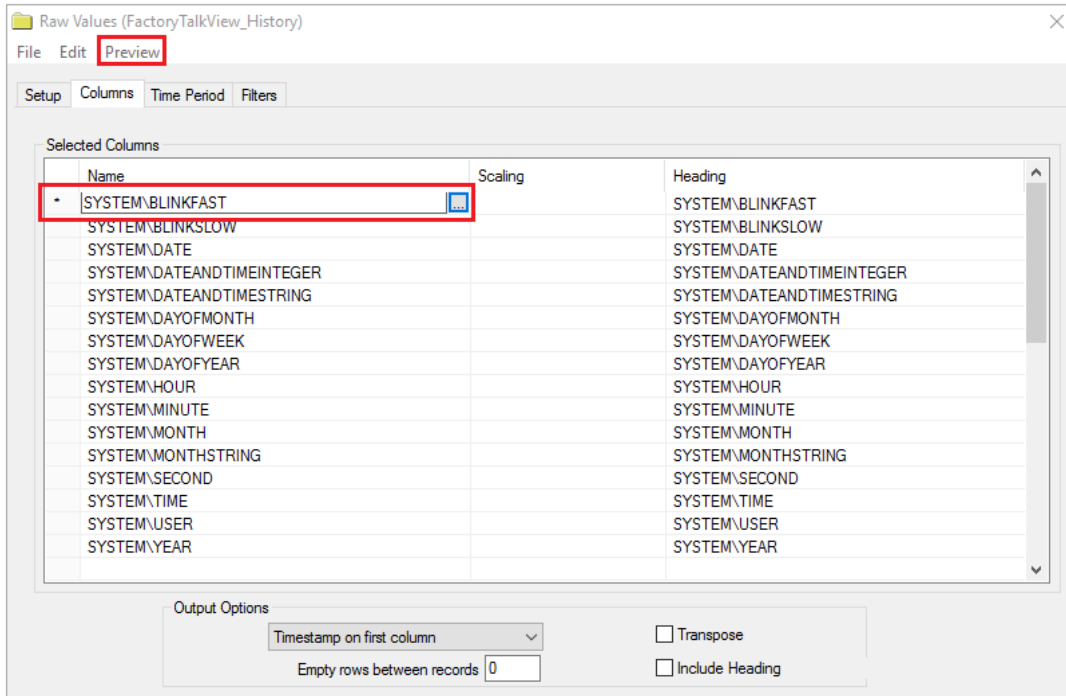 Raw Values (FactoryTalkView_History)
File Edit Preview
Setup Columns Time Period Filters
Selected Columns
Name Scaling Heading
* SYSTEM\BLINKFAST ... SYSTEM\BLINKFAST
SYSTEM\BLINKSLOW SYSTEM\BLINKSLOW
SYSTEM\DATE SYSTEM\DATE
SYSTEM\DATEANDTIMEINTEGER SYSTEM\DATEANDTIMEINTEGER
SYSTEM\DATEANDTIMESTRING SYSTEM\DATEANDTIMESTRING
SYSTEM\DAYOFMONTH SYSTEM\DAYOFMONTH
SYSTEM\DAYOFWEEK SYSTEM\DAYOFWEEK
SYSTEM\DAYOFYEAR SYSTEM\DAYOFYEAR
SYSTEM\HOUR SYSTEM\HOUR
SYSTEM\MINUTE SYSTEM\MINUTE
SYSTEM\MONTH SYSTEM\MONTH
SYSTEM\MONTHSTRING SYSTEM\MONTHSTRING
SYSTEM\SECOND SYSTEM\SECOND
SYSTEM\TIME SYSTEM\TIME
SYSTEM\USER SYSTEM\USER
SYSTEM\YEAR SYSTEM\YEAR
Output Options
Timestamp on first column Transpose
Empty rows between records 0 Include Heading